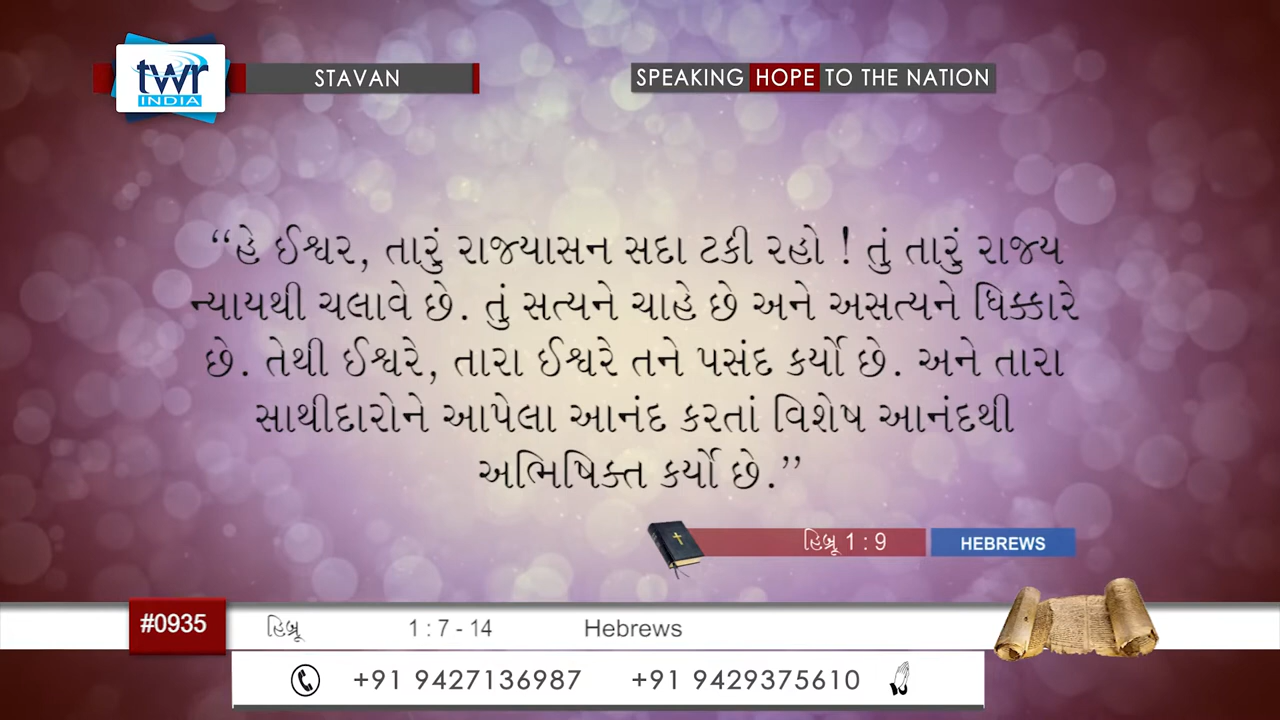 twr
INDIA
STAVAN
SPEAKING HOPE TO THE NATION
“હે ઈશ્વર, તારું રાજ્યાસન સદા ટકી રહો ! તું તારું રાજ્ય
ન્યાયથી ચલાવે છે. તું સત્યને ચાહે છે અને અસત્યને ધિક્કારે
છે. તેથી ઈશ્વરે, તારા ઈશ્વરે તને પસંદ કર્યો છે. અને તારા
સાથીદારોને આપેલા આનંદ કરતાં વિશેષ આનંદથી
અભિષિક્ત કર્યો છે.”
હિબ્રૂ 1 : 9 HEBREWS
#0935 હિબ્રૂ 1 : 7 - 14 Hebrews
+91 9427136987 +91 9429375610